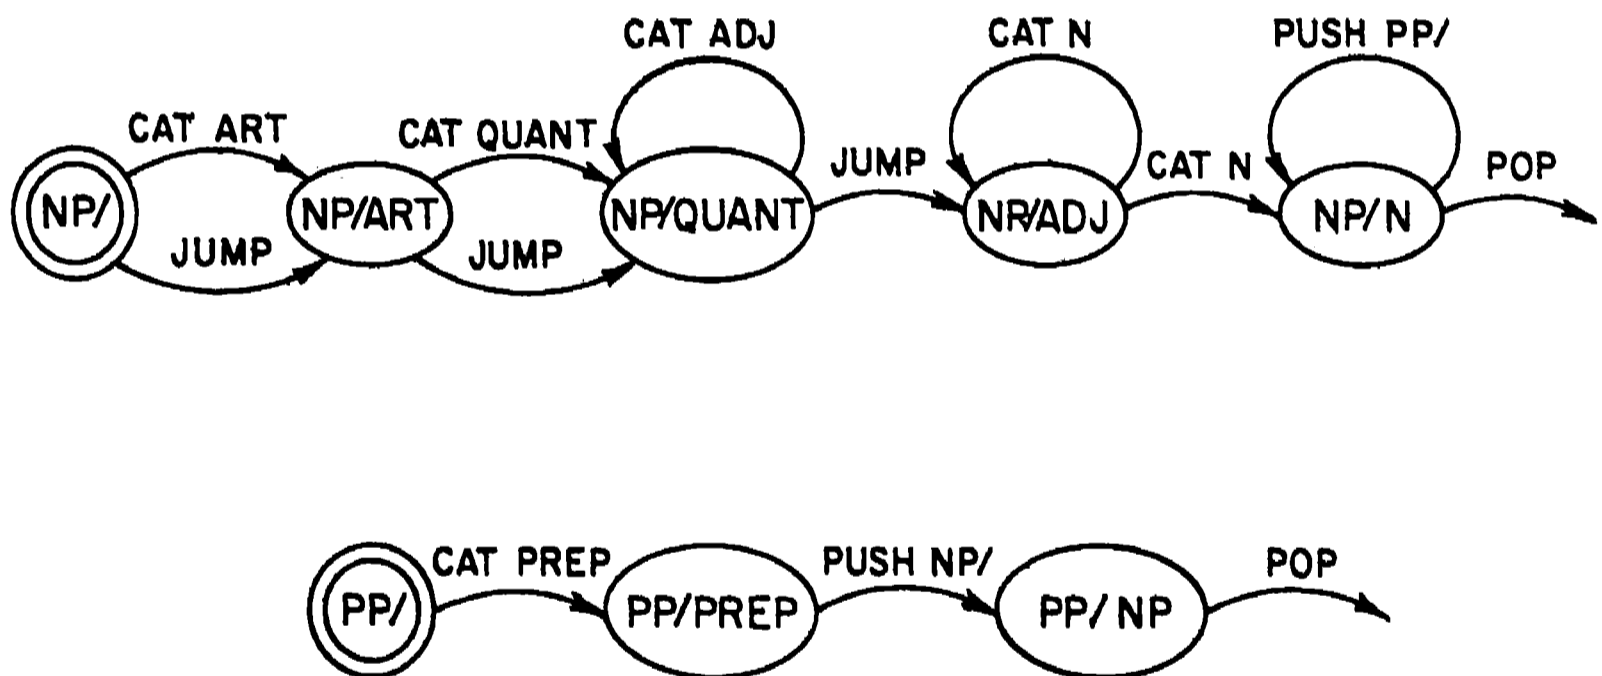 CAT ADJ CAT N PUSH PP/
CAT ART CAT QUANT JUMP CAT N POP
NP/ NP/ART NP/QUANT NR/ADJ NP/N
JUMP JUMP
CAT PREP PUSH NP/ POP
PP/ PP/PREP PP/NP